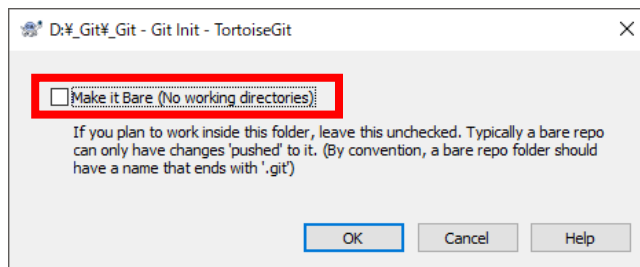 D:¥_Git¥_Git - Git Init - TortoiseGit
Make it Bare (No working directories)
If you plan to work inside this folder, leave this unchecked. Typically a bare repo
can only have changes 'pushed' to it. (By convention, a bare repo folder should
have a name that ends with '.git')
OK Cancel Help